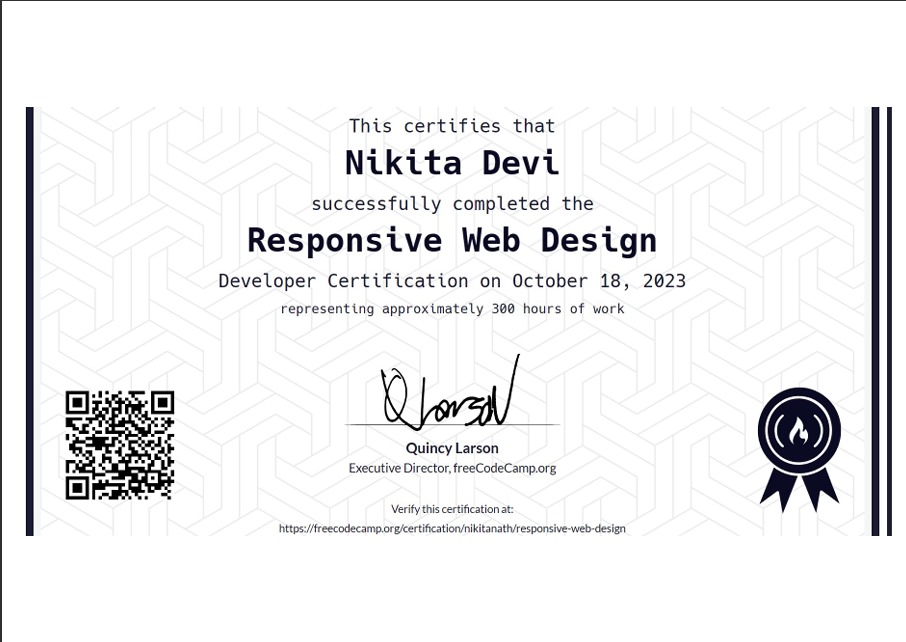 This certifies that
Nikita Devi
successfully completed the
Responsive Web Design
Developer Certification on October 18, 2023
representing approximately 300 hours of work
Quincy Larson
Executive Director, freeCodeCamp.org
Verify this certification at:
https://freecodecamp.org/certification/nikitanath/responsive-web-design